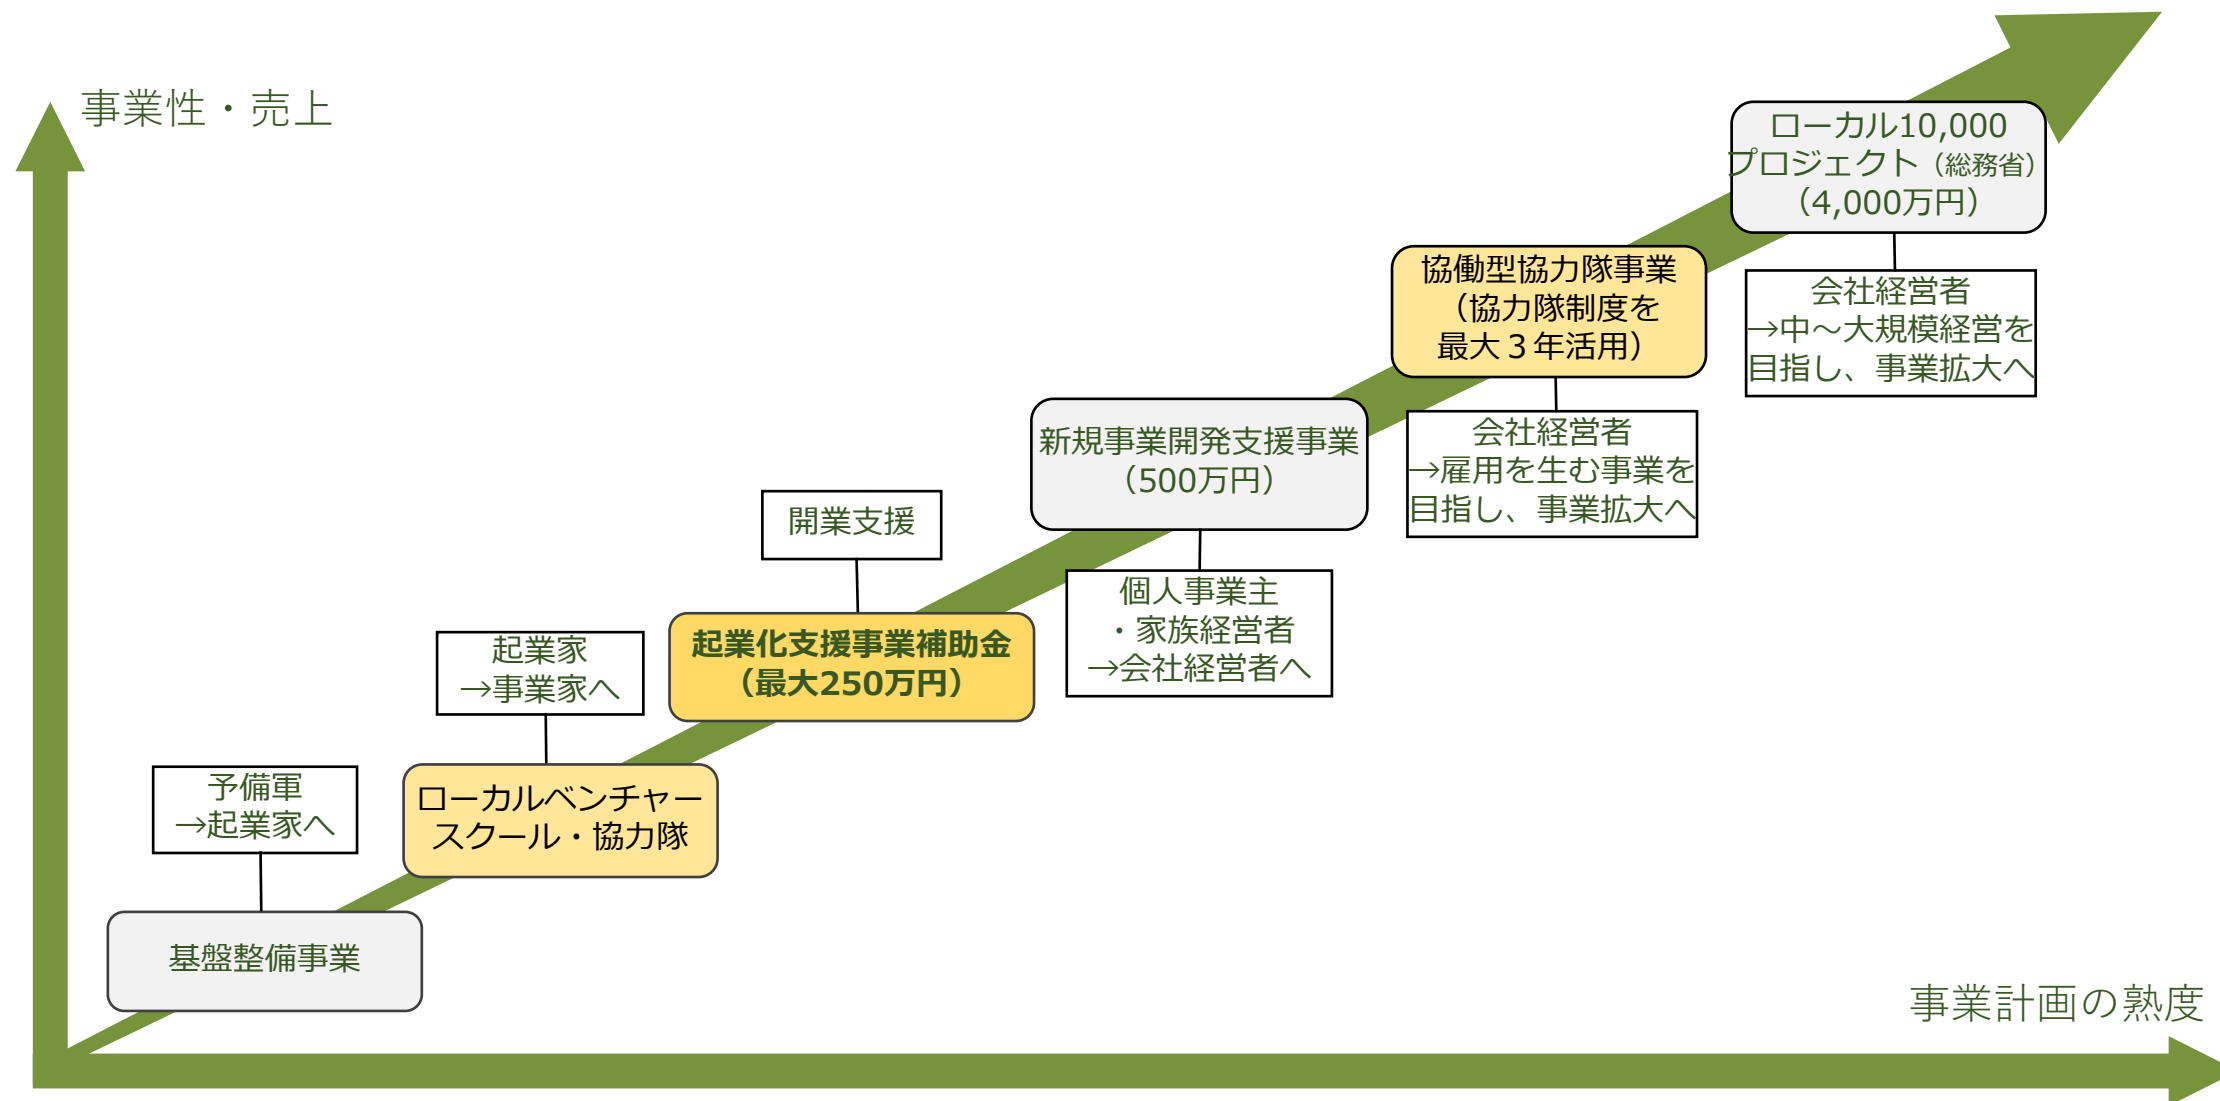 事業性・売上
ローカル10,000
プロジェクト（総務省）
（4,000万円）
会社経営者
→中～大規模経営を
目指し、事業拡大へ
協働型協力隊事業
（協力隊制度を
最大３年活用）
会社経営者
→雇用を生む事業を
目指し、事業拡大へ
新規事業開発支援事業
（500万円）
個人事業主
・家族経営者
→会社経営者へ
開業支援
起業化支援事業補助金
（最大250万円）
起業家
→事業家へ
ローカルベンチャー
スクール・協力隊
予備軍
→起業家へ
基盤整備事業
事業計画の熟度